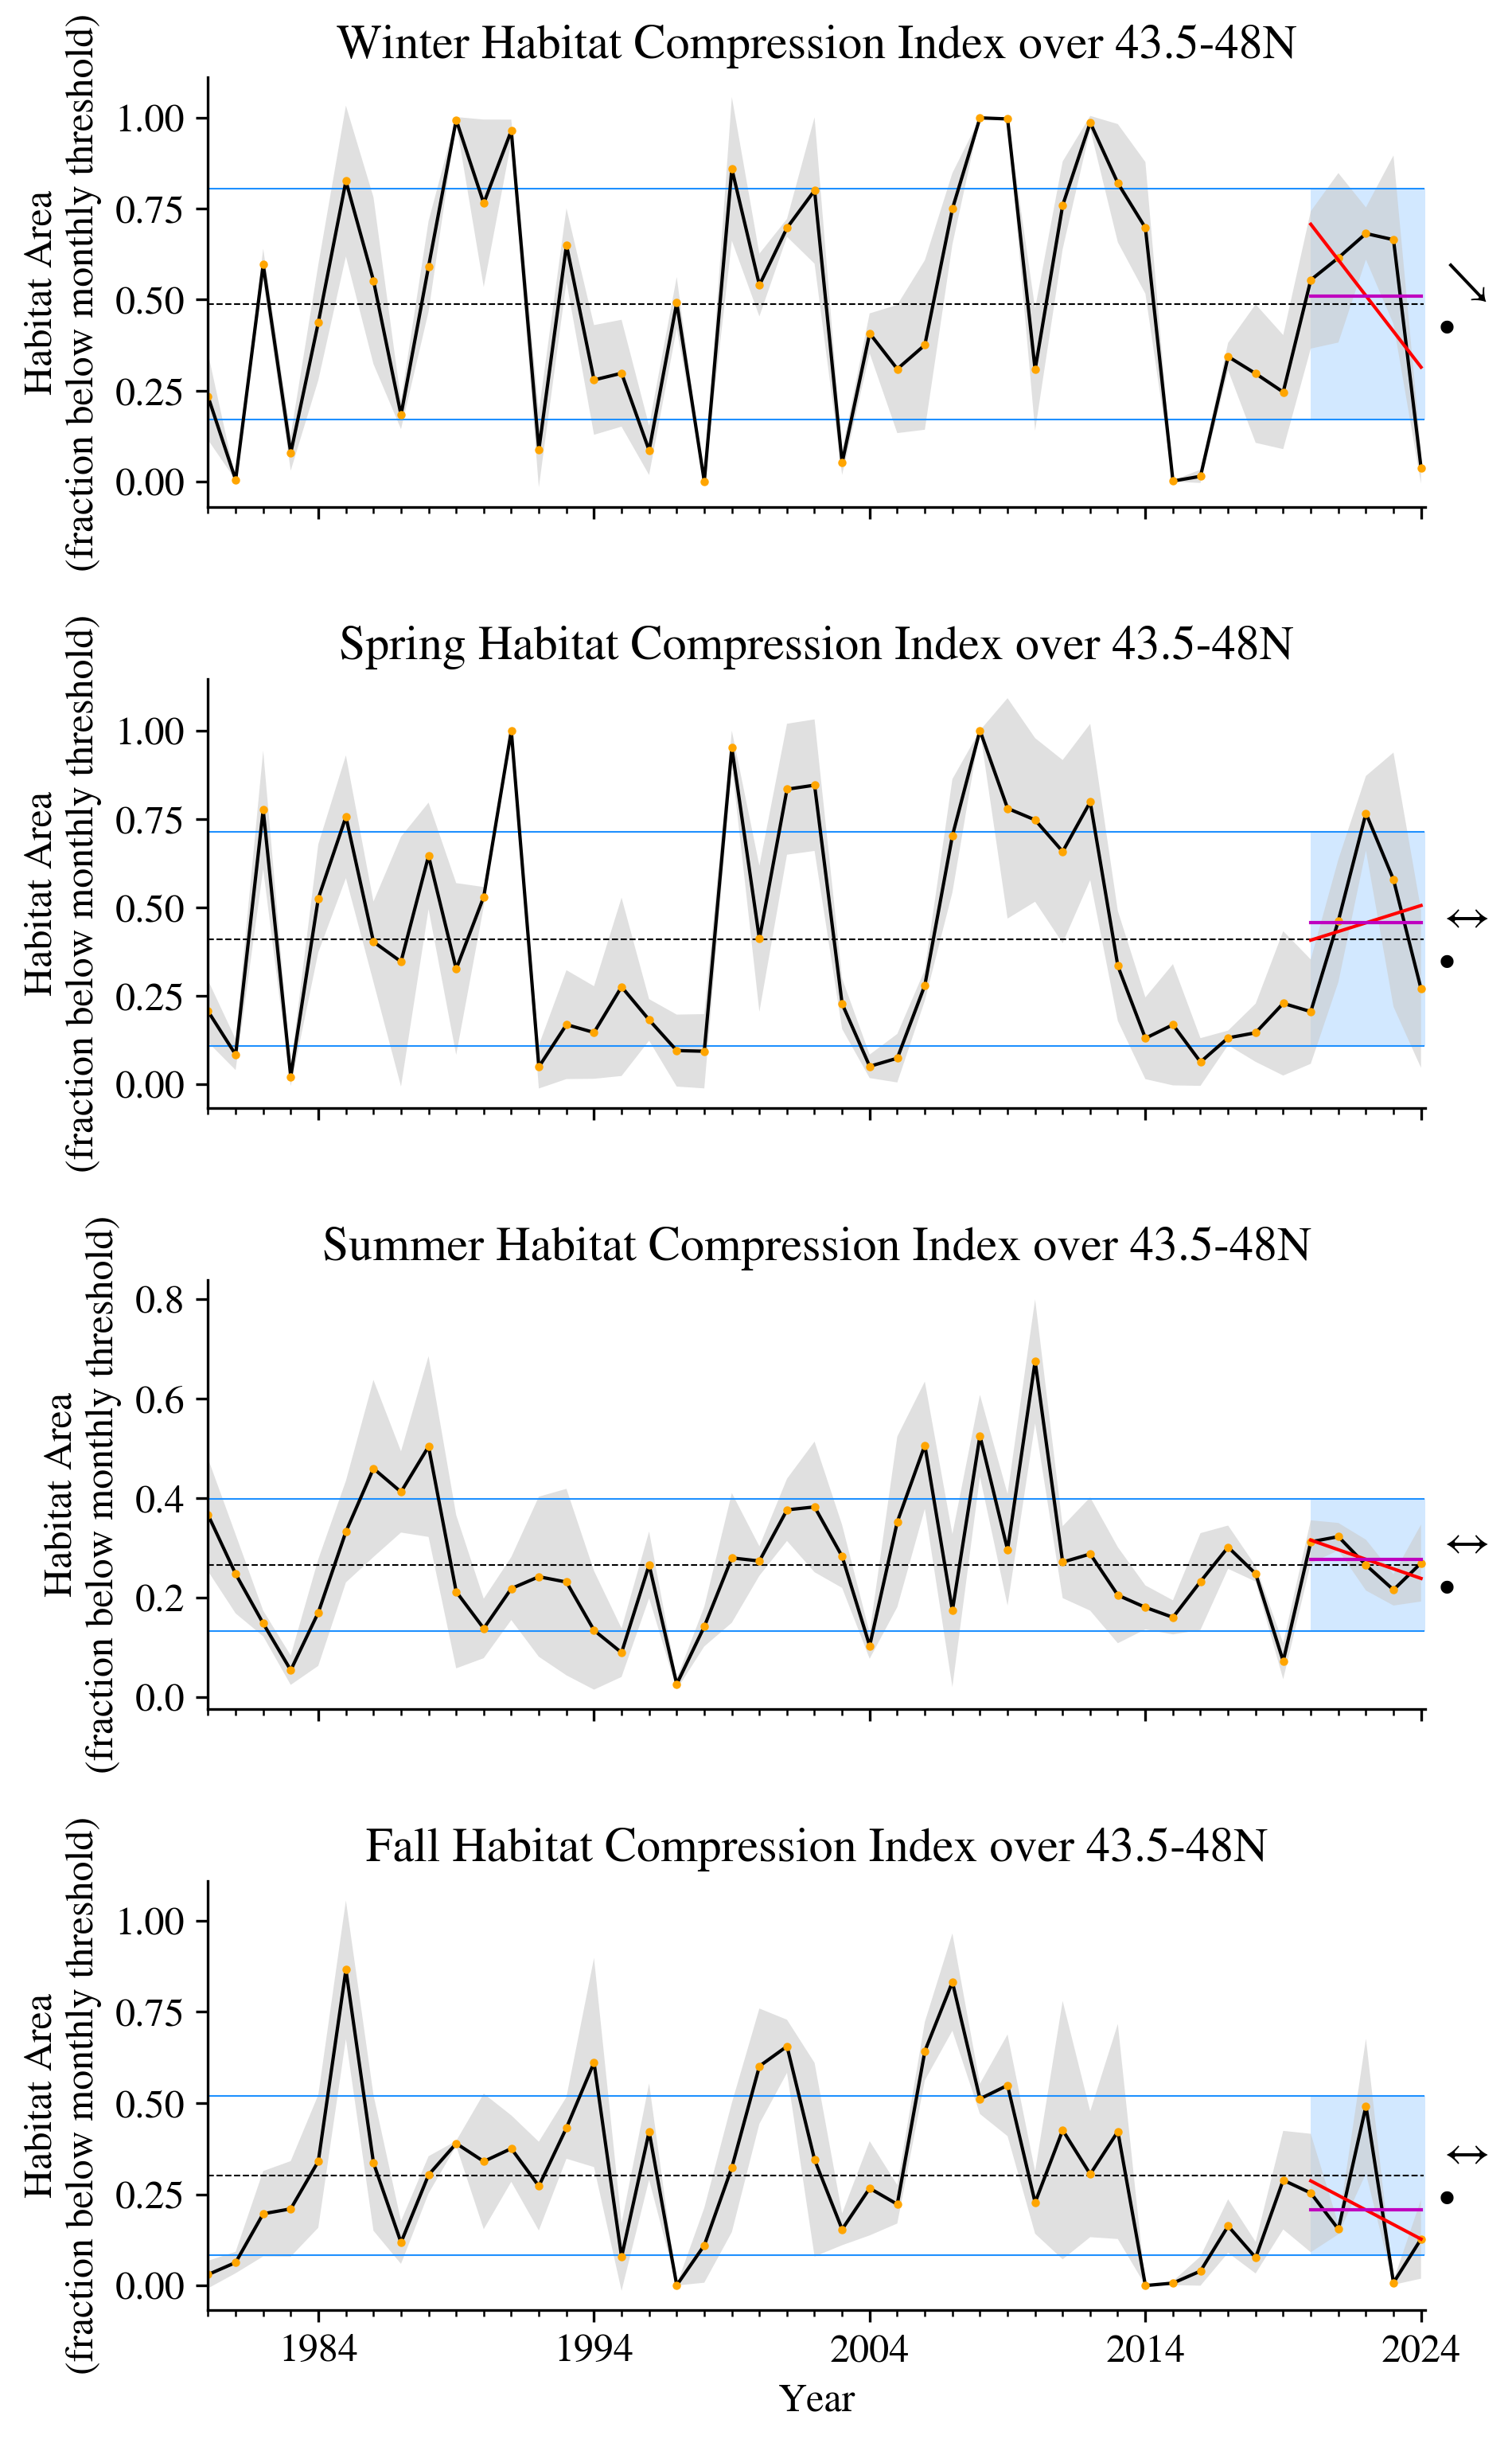 Winter Habitat Compression Index over 43.5-48N
Habitat Area
(fraction below monthly threshold)
1.00
0.75
0.50
0.25
0.00
Spring Habitat Compression Index over 43.5-48N
Habitat Area
(fraction below monthly threshold)
1.00
0.75
0.50
0.25
0.00
Summer Habitat Compression Index over 43.5-48N
Habitat Area
(fraction below monthly threshold)
0.8
0.6
0.4
0.2
0.0
Fall Habitat Compression Index over 43.5-48N
Habitat Area
(fraction below monthly threshold)
1.00
0.75
0.50
0.25
0.00
1984 1994 2004 2014 2024
Year